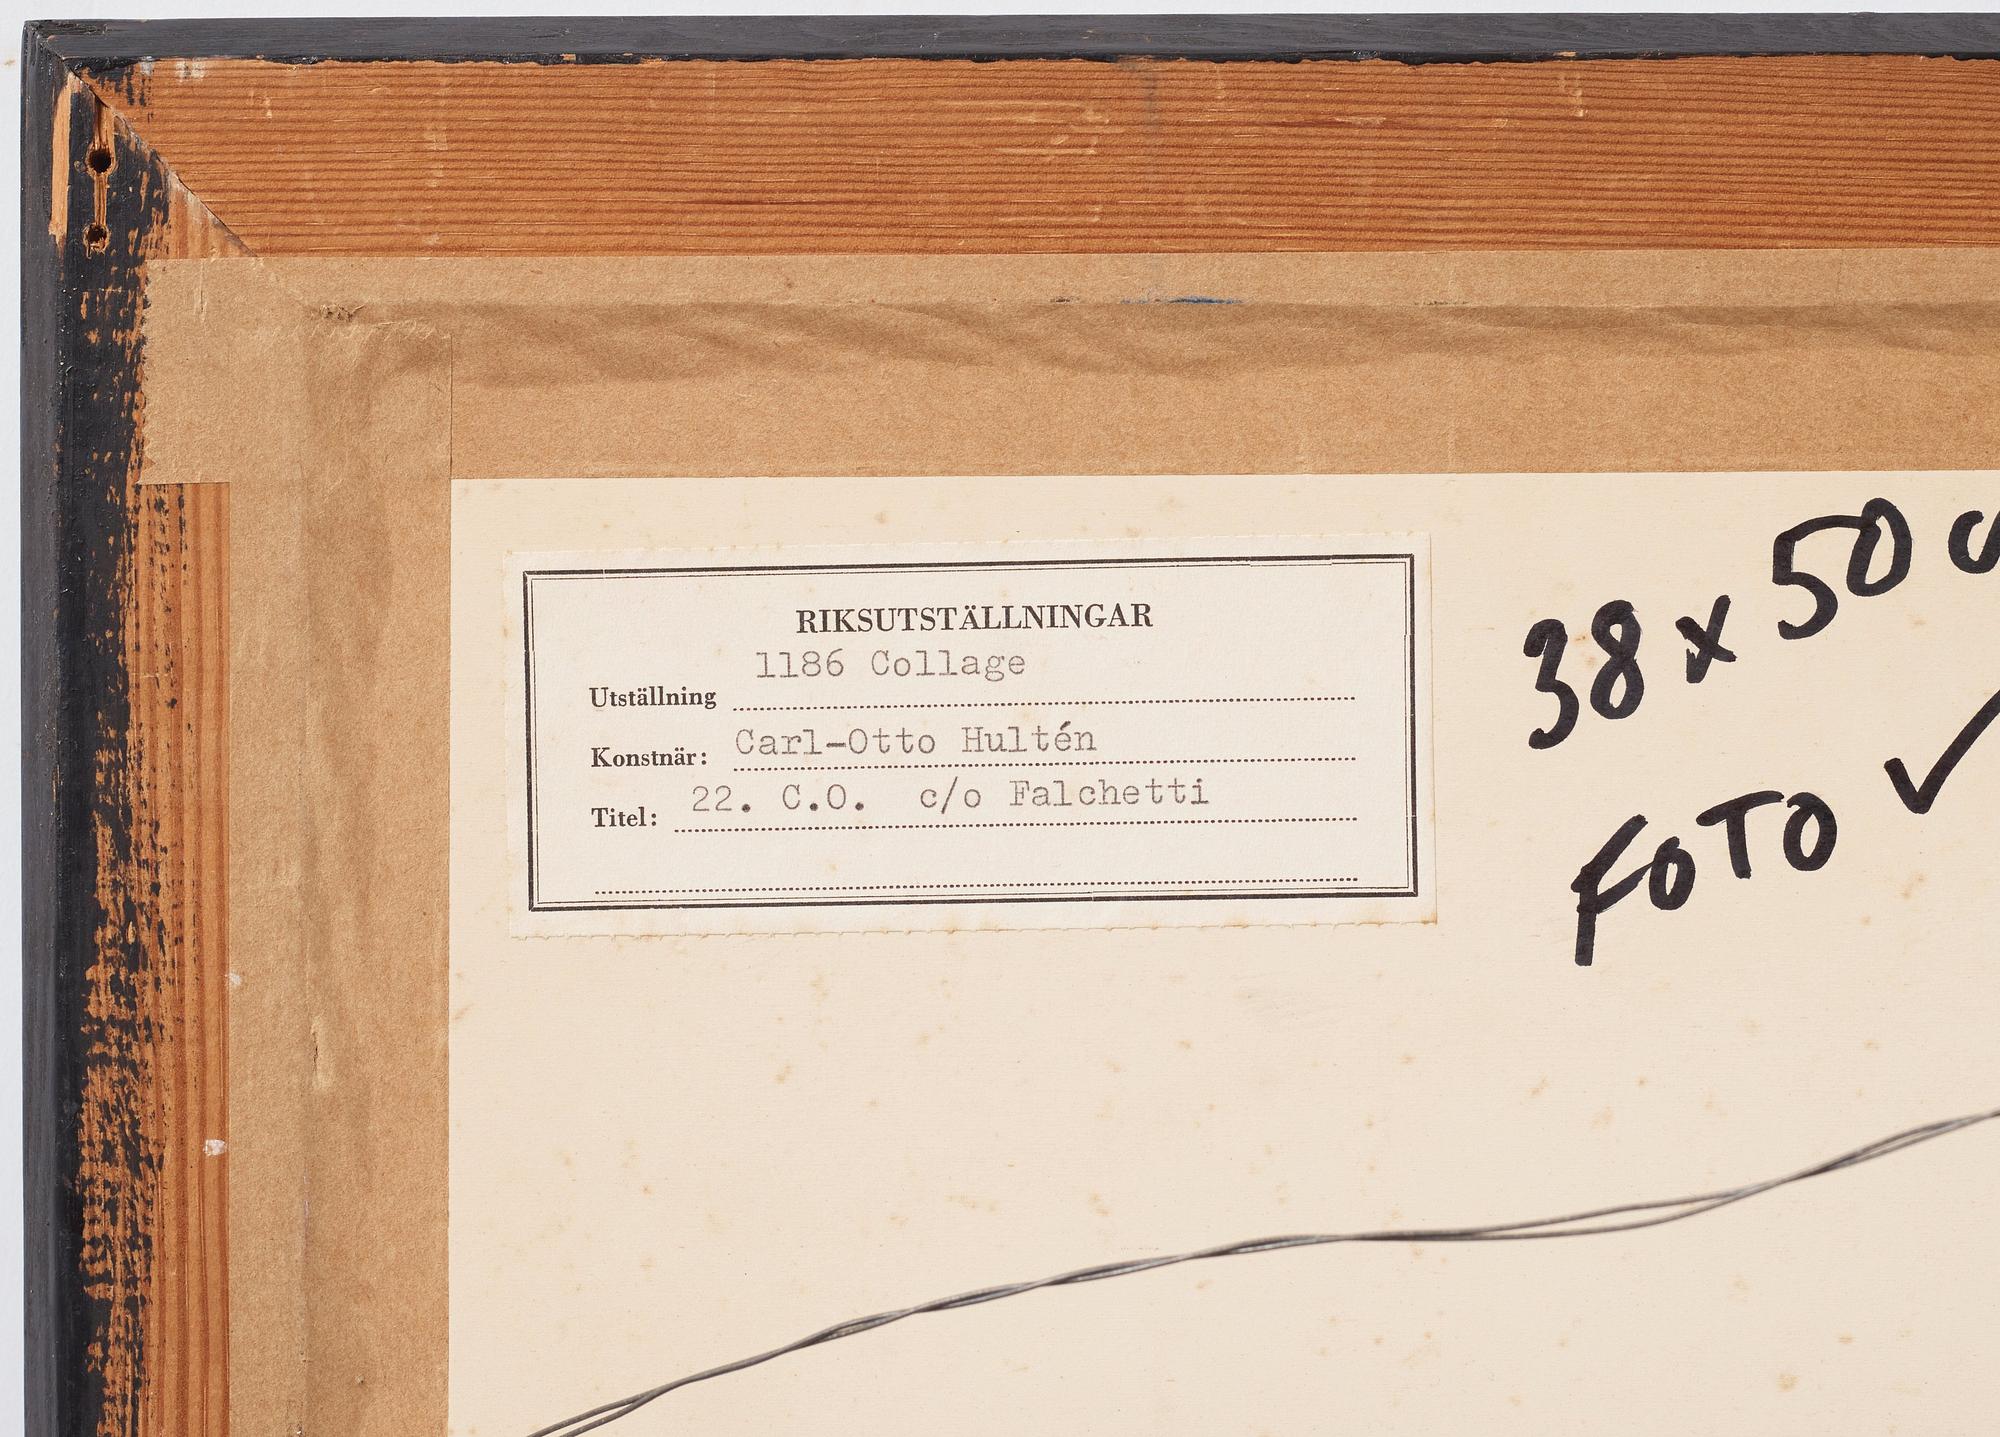 RIKSUTSTÄLLNINGAR
1186 Collage
Utställning
Konstnär: Carl-Otto Hultén
Titel: 22. C.O. c/o Falchetti
38 x 50 c
FOTO ✓